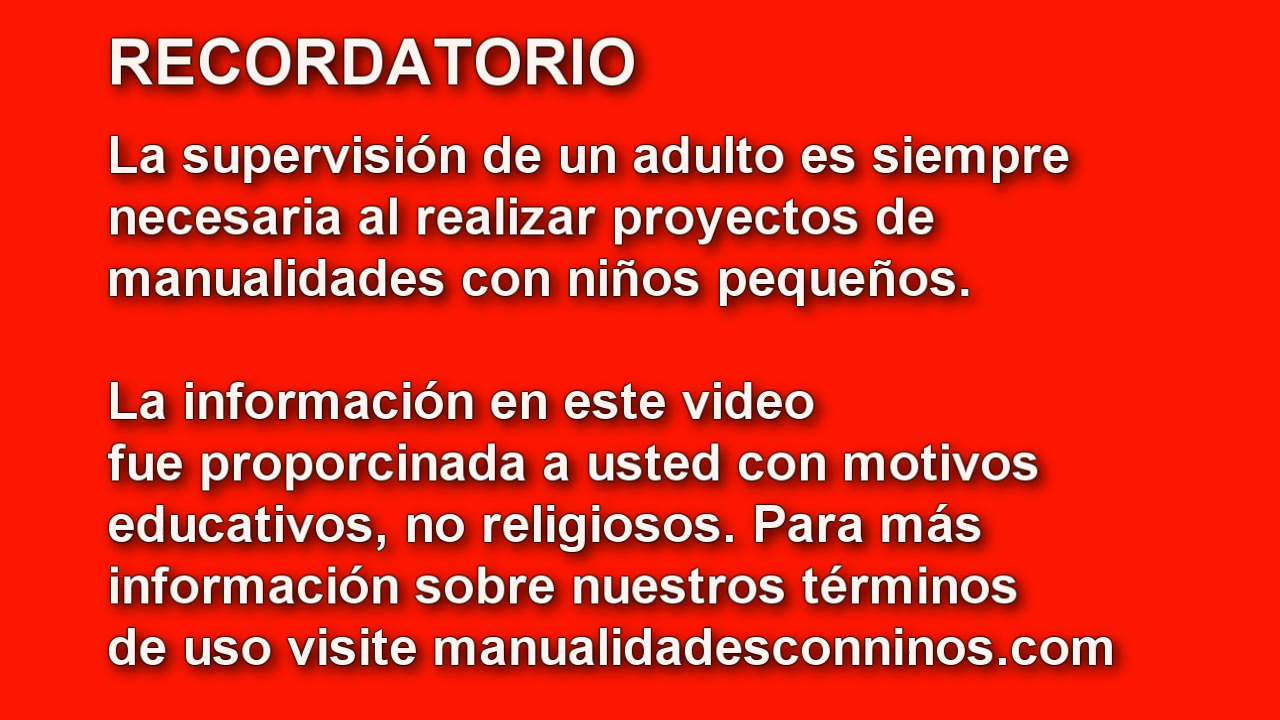 RECORDATORIO
La supervisión de un adulto es siempre
necesaria al realizar proyectos de
manualidades con niños pequeños.
La información en este video
fue proporcinada a usted con motivos
educativos, no religiosos. Para más
información sobre nuestros términos
de uso visite manualidadesconninos.com